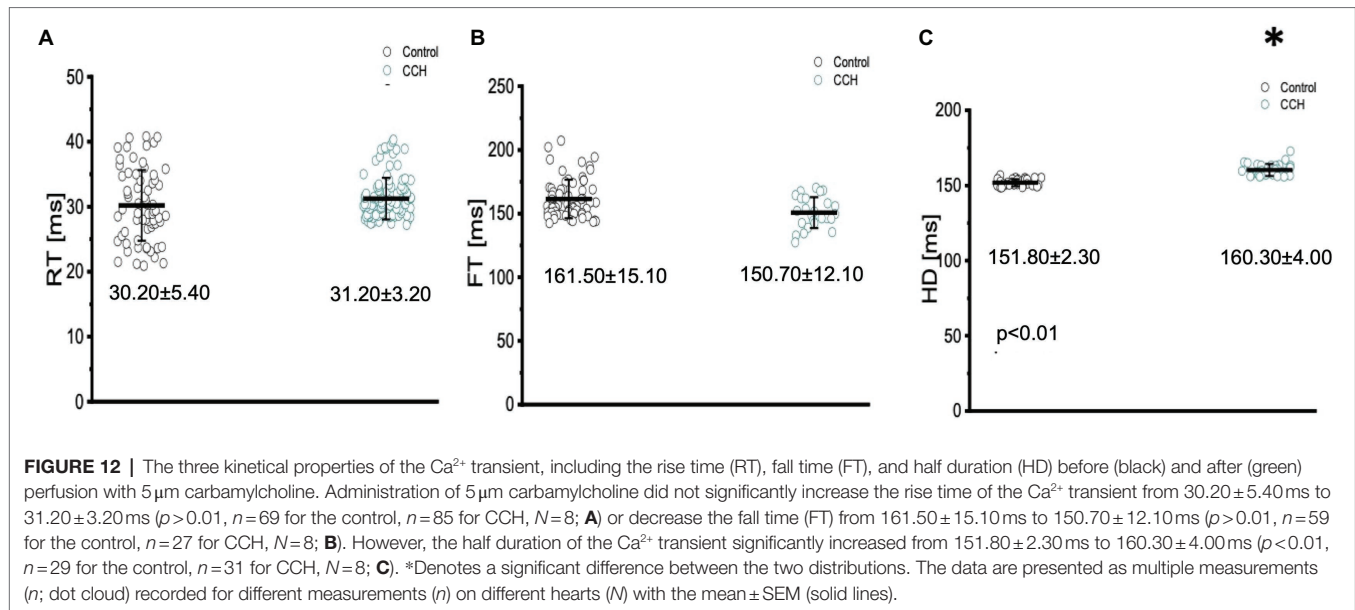 A
○ Control
○ CCH
50
40
30
20
10
0
RT [ms]
30.20±5.40
31.20±3.20
B
○ Control
○ CCH
250
200
150
100
50
0
FT [ms]
161.50±15.10
150.70±12.10
C
*
○ Control
○ CCH
200
150
100
50
0
HD [ms]
151.80±2.30
160.30±4.00
p<0.01
FIGURE 12 | The three kinetical properties of the Ca²⁺ transient, including the rise time (RT), fall time (FT), and half duration (HD) before (black) and after (green)
perfusion with 5 μm carbamylcholine. Administration of 5 μm carbamylcholine did not significantly increase the rise time of the Ca²⁺ transient from 30.20 ± 5.40 ms to
31.20 ± 3.20 ms (p > 0.01, n = 69 for the control, n = 85 for CCH, N = 8; A) or decrease the fall time (FT) from 161.50 ± 15.10 ms to 150.70 ± 12.10 ms (p > 0.01, n = 59
for the control, n = 27 for CCH, N = 8; B). However, the half duration of the Ca²⁺ transient significantly increased from 151.80 ± 2.30 ms to 160.30 ± 4.00 ms (p < 0.01,
n = 29 for the control, n = 31 for CCH, N = 8; C). *Denotes a significant difference between the two distributions. The data are presented as multiple measurements
(n; dot cloud) recorded for different measurements (n) on different hearts (N) with the mean ± SEM (solid lines).